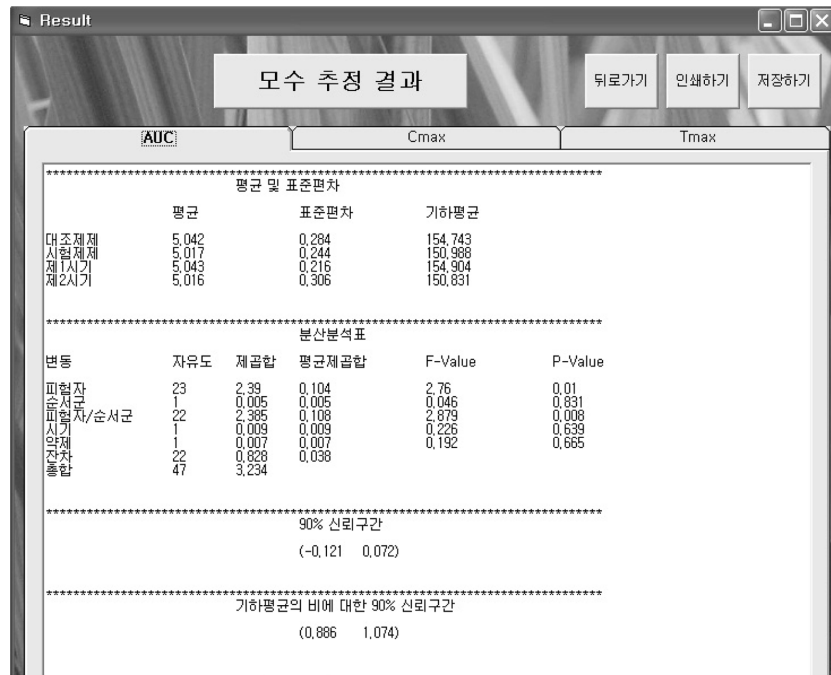 Result
모수 추정 결과
뒤로가기 인쇄하기 저장하기
AUC Cmax Tmax
**********************************************************************************
평균 및 표준편차
평균 표준편차 기하평균
대조제제 5,042 0,284 154,743
시험제제 5,017 0,244 150,988
제1시기 5,043 0,216 154,904
제2시기 5,016 0,306 150,831
**********************************************************************************
분산분석표
변동 자유도 제곱합 평균제곱합 F-Value P-Value
피험자 23 2,39 0,104 2,76 0,01
순서군 1 0,005 0,005 0,046 0,831
피험자/순서군 22 2,385 0,108 2,879 0,008
시기 1 0,009 0,009 0,226 0,639
약제 1 0,007 0,007 0,192 0,665
잔차 22 0,828 0,038
총합 47 3,234
**********************************************************************************
90% 신뢰구간
(-0,121 0,072)
**********************************************************************************
기하평균의 비에 대한 90% 신뢰구간
(0,886 1,074)